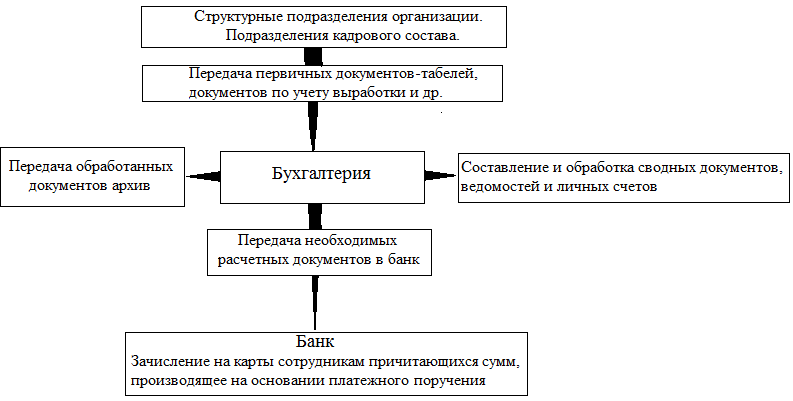 Структурные подразделения организации.
Подразделения кадрового состава.
Передача первичных документов-табелей,
документов по учету выработки и др.
Передача обработанных
документов архив
Бухгалтерия
Составление и обработка сводных документов,
ведомостей и личных счетов
Передача необходимых
расчетных документов в банк
Банк
Зачисление на карты сотрудникам причитающихся сумм,
производящее на основании платежного поручения